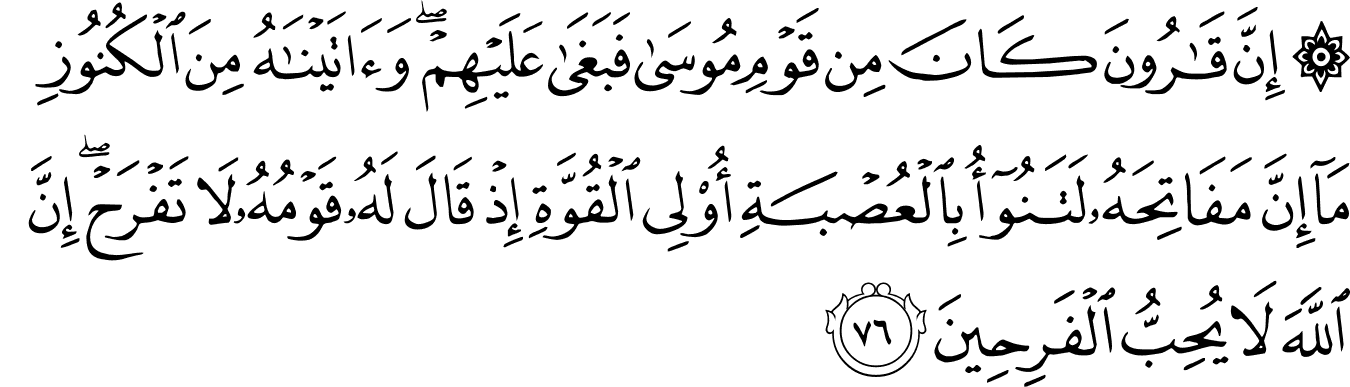 ۞ إِنَّ قَـٰرُونَ كَانَ مِن قَوْمِ مُوسَىٰ فَبَغَىٰ عَلَيْهِمْ ۖ وَءَاتَيْنَـٰهُ مِنَ ٱلْكُنُوزِ
مَآ إِنَّ مَفَاتِحَهُۥ لَتَنُوٓأُ بِٱلْعُصْبَةِ أُو۟لِى ٱلْقُوَّةِ إِذْ قَالَ لَهُۥ قَوْمُهُۥ لَا تَفْرَحْ ۖ إِنَّ
ٱللَّهَ لَا يُحِبُّ ٱلْفَرِحِينَ ٧٦